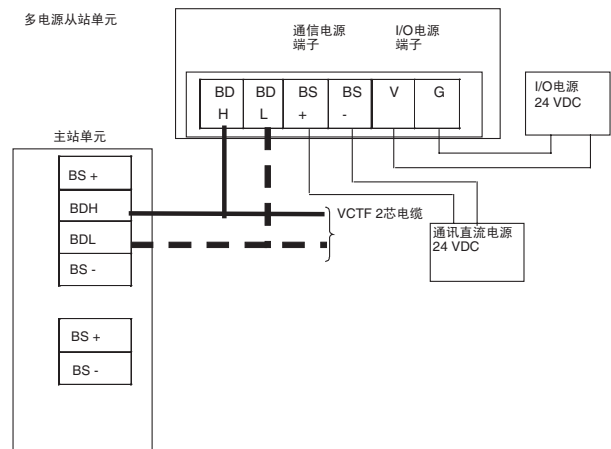 多电源从站单元
通信电源 I/O电源
端子 端子
BD BD BS BS V G
H L + -
I/O电源
24 VDC
主站单元
BS +
BDH
BDL
BS -
VCTF 2芯电缆
通讯直流电源
24 VDC
BS +
BS -